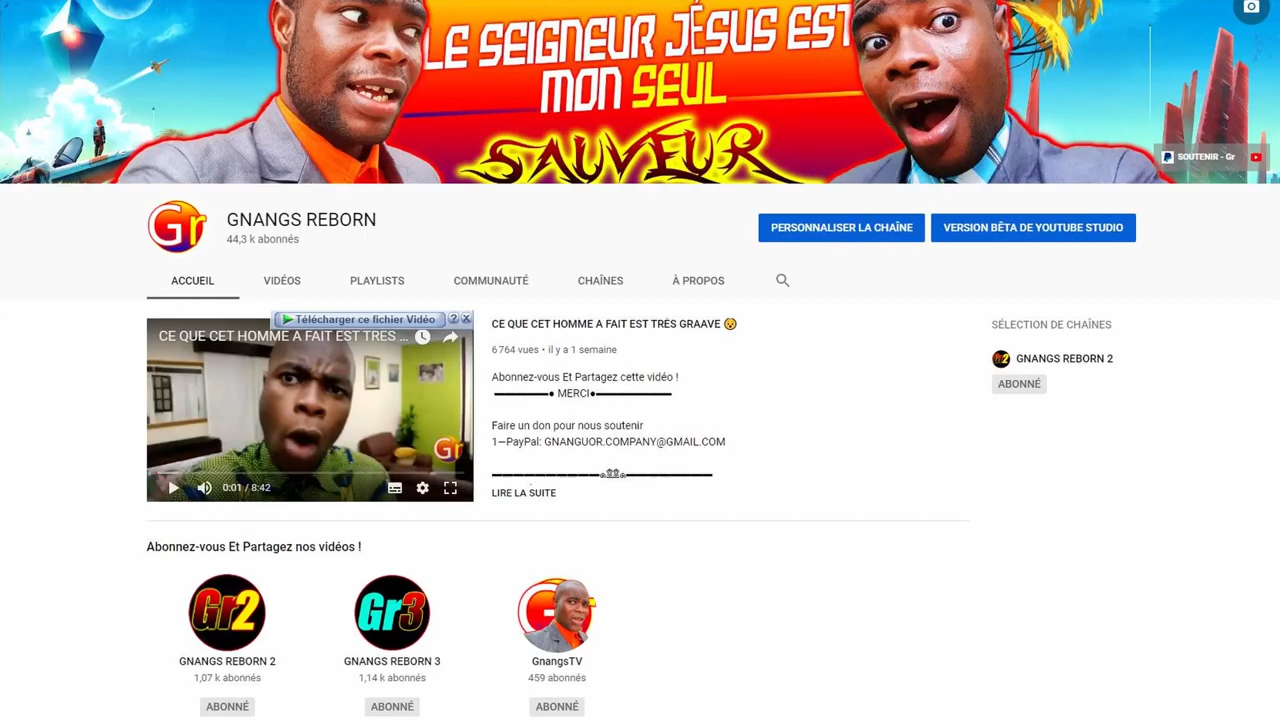 LE SEIGNEUR JÉSUS EST
MON SEUL
SAUVEUR
SOUTENIR - Gr
Gr
GNANGS REBORN
44,3 k abonnés
PERSONNALISER LA CHAÎNE
VERSION BÊTA DE YOUTUBE STUDIO
ACCUEIL
VIDÉOS
PLAYLISTS
COMMUNAUTÉ
CHAÎNES
À PROPOS
Télécharger ce fichier Vidéo
CE QUE CET HOMME A FAIT EST TRES ...
Gr
0:01 / 8:42
CE QUE CET HOMME A FAIT EST TRÈS GRAAVE 😲
6 764 vues • il y a 1 semaine
Abonnez-vous Et Partagez cette vidéo !
▬▬▬▬▬● MERCI●▬▬▬▬▬▬▬
Faire un don pour nous soutenir
1—PayPal: GNANGUOR.COMPANY@GMAIL.COM
LIRE LA SUITE
SÉLECTION DE CHAÎNES
Gr2
GNANGS REBORN 2
ABONNÉ
Abonnez-vous Et Partagez nos vidéos !
Gr2
Gr3
GNANGS REBORN 2
GNANGS REBORN 3
GnangsTV
1,07 k abonnés
1,14 k abonnés
459 abonnés
ABONNÉ
ABONNÉ
ABONNÉ